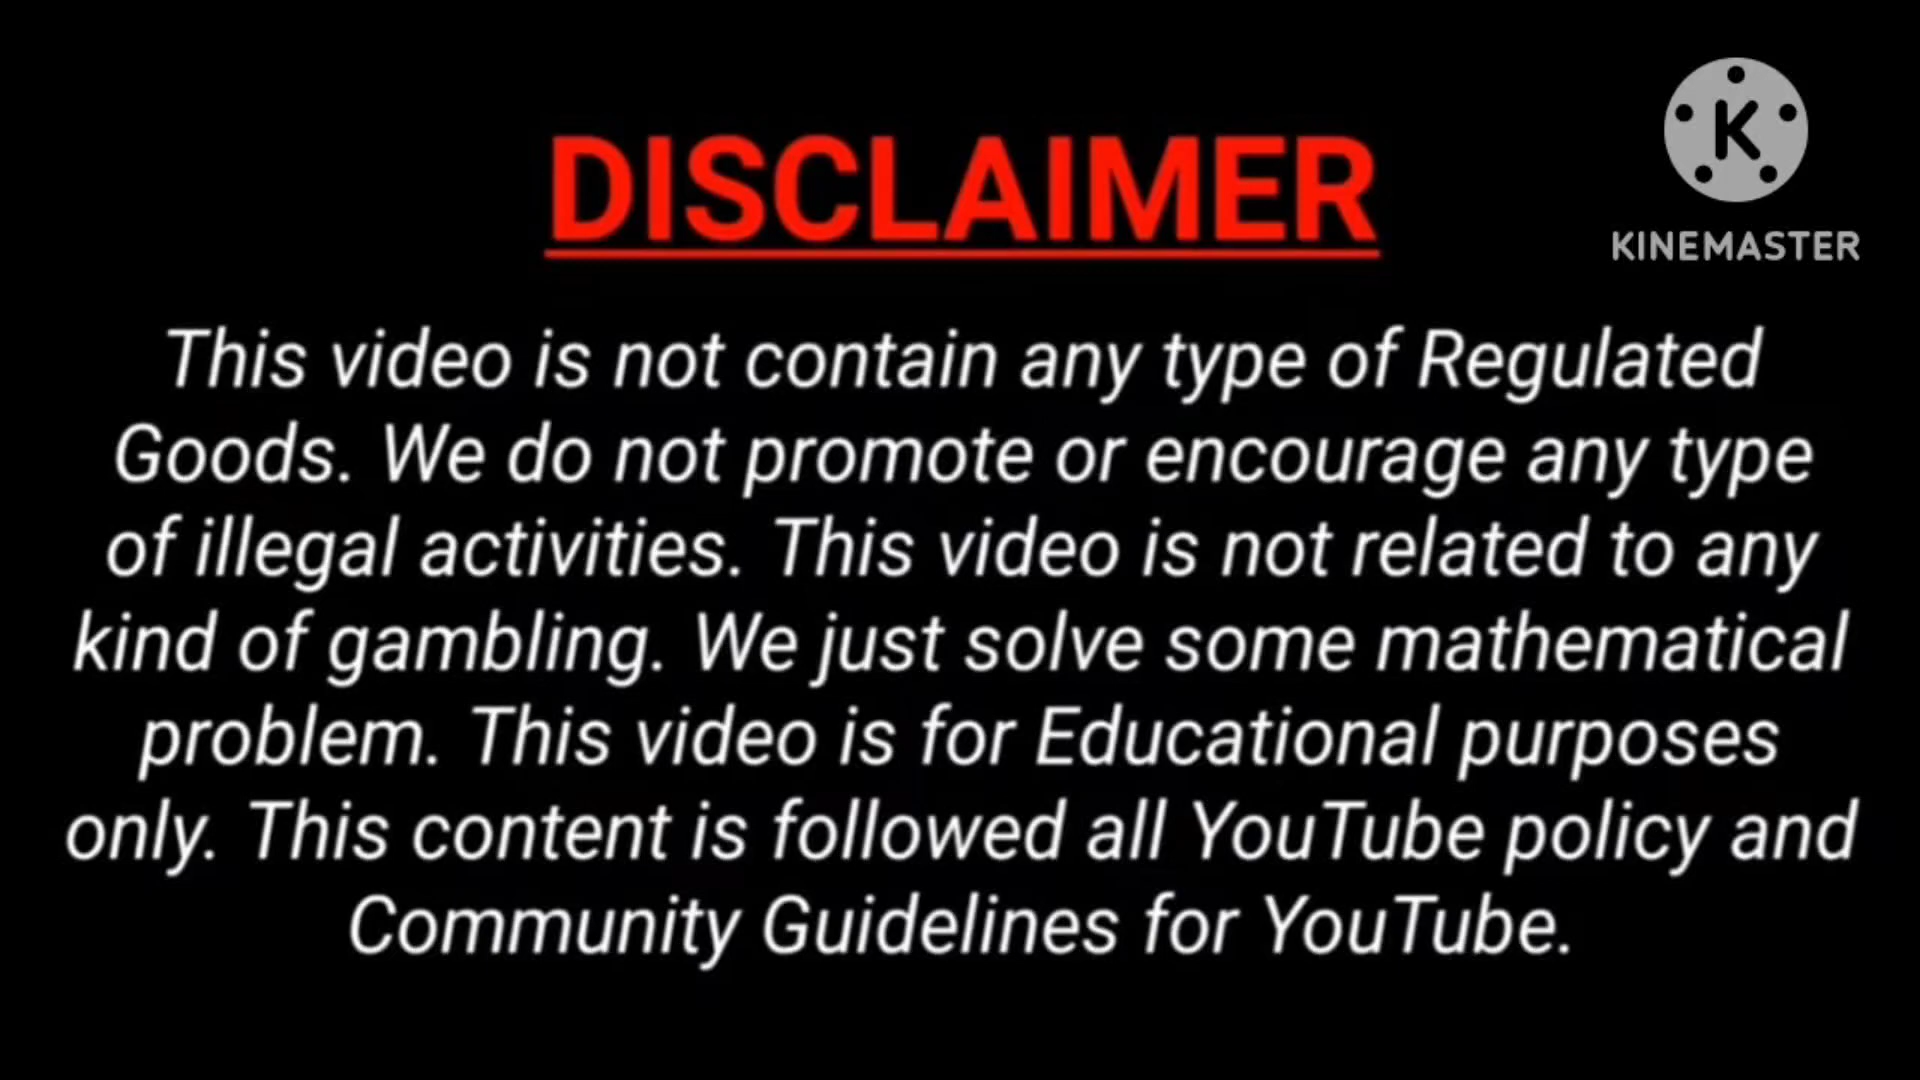 DISCLAIMER
K
KINEMASTER
This video is not contain any type of Regulated
Goods. We do not promote or encourage any type
of illegal activities. This video is not related to any
kind of gambling. We just solve some mathematical
problem. This video is for Educational purposes
only. This content is followed all YouTube policy and
Community Guidelines for YouTube.